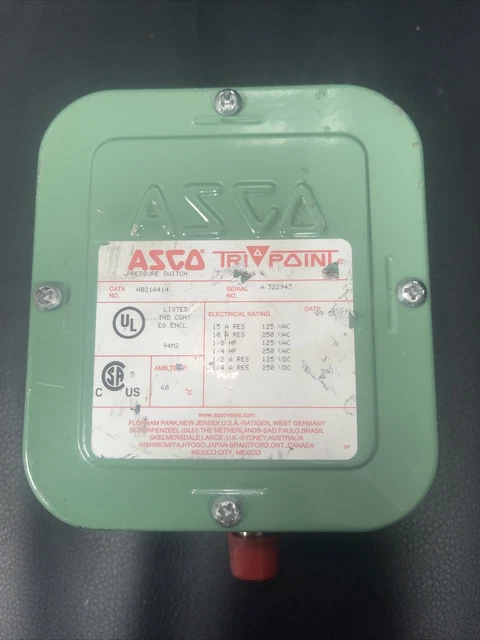 ASCO
ASCO® TRI POINT®
PRESSURE SWITCH
CATA NO. HB21A414
SERIAL NO. A 322943
UL
LISTED
IND CONT
EQ ENCL
94M2
ELECTRICAL RATING
DATE
09
15 A RES 125 VAC
10 A RES 250 VAC
1/8 HP 125 VAC
1/4 HP 250 VAC
1/2 A RES 125 VDC
1/4 A RES 250 VDC
C SA US
AMB.TEMP.
60 °C
www.ascovalve.com
FLORHAM PARK,NEW JERSEY,U.S.A.-RATIGEN, WEST GERMANY
SCHERPENZEEL (GLD) THE NETHERLANDS-SAO PAULO,BRASIL
SKELMERSDALE,LANCS.,U.K.-SYDNEY,AUSTRALIA
NISHINOMIYA,HYOGO,JAPAN-BRANTFORD,ONT.,CANADA
MEXICO CITY, MEXICO